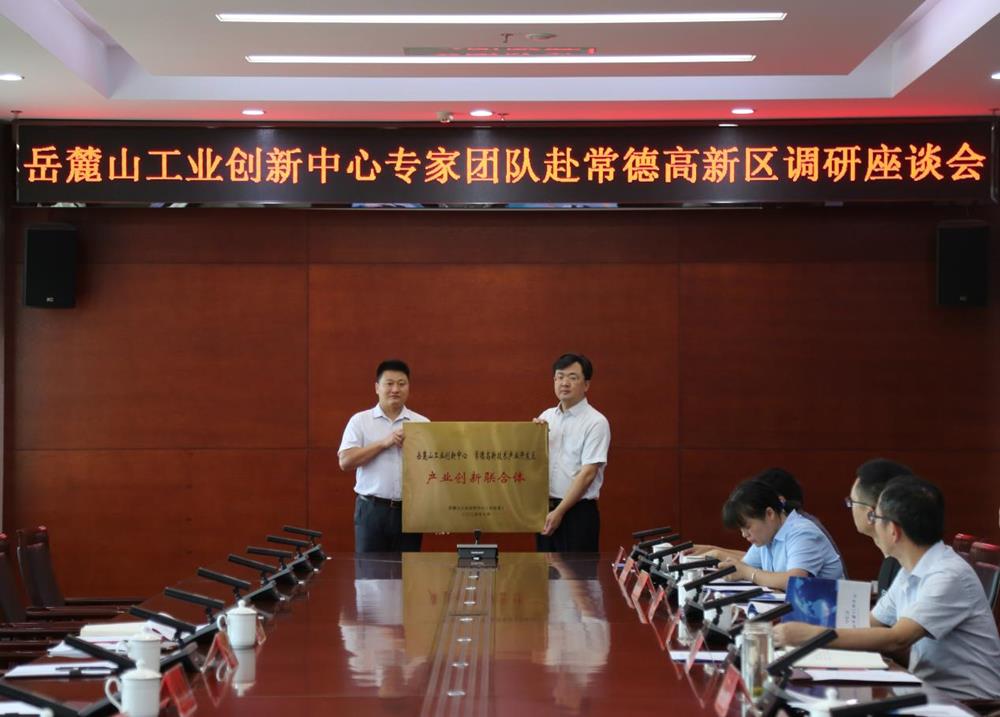 岳麓山工业创新中心专家团队赴常德高新区调研座谈会
岳麓山工业创新中心 常德高新技术产业开发区
产业创新联合体